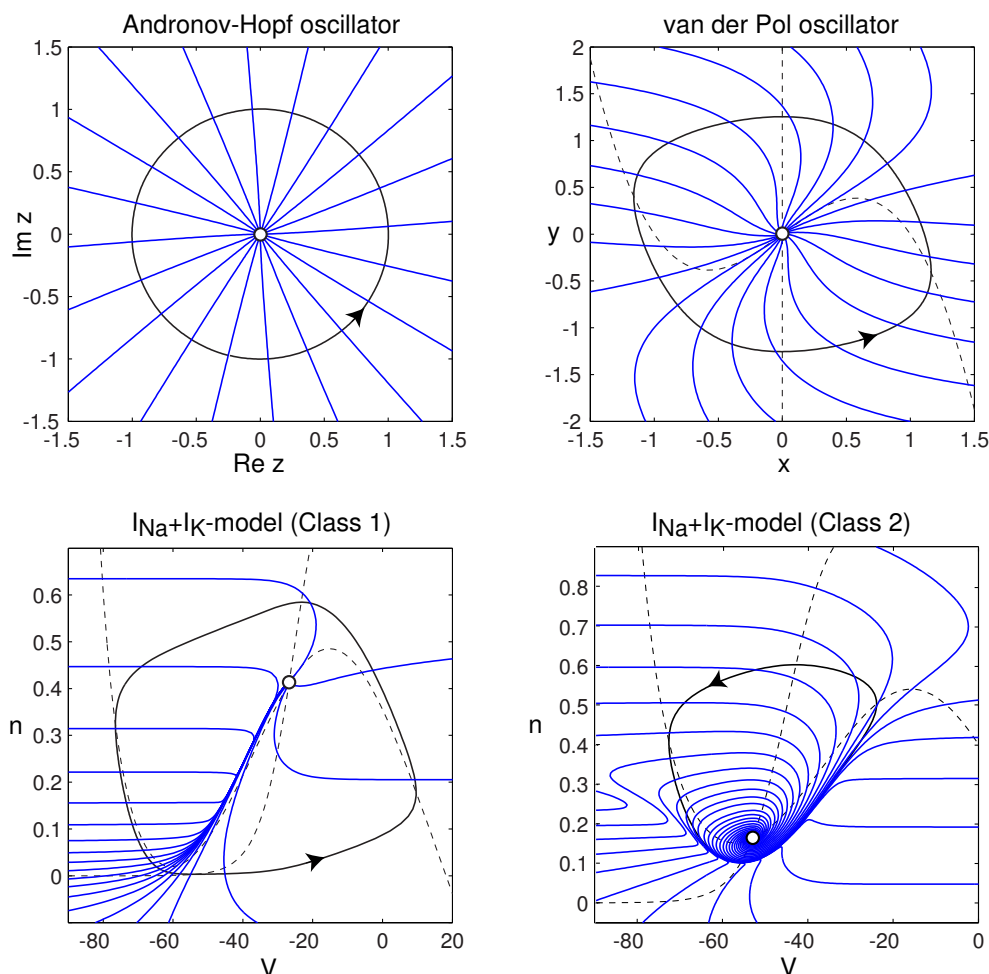 Andronov-Hopf oscillator
1.5
1
0.5
0
-0.5
-1
-1.5
Im z
-1.5 -1 -0.5 0 0.5 1 1.5
Re z
van der Pol oscillator
2
1.5
1
0.5
0
-0.5
-1
-1.5
-2
y
-1.5 -1 -0.5 0 0.5 1 1.5
x
INa+IK-model (Class 1)
0.6
0.5
0.4
0.3
0.2
0.1
0
n
-80 -60 -40 -20 0 20
V
INa+IK-model (Class 2)
0.8
0.7
0.6
0.5
0.4
0.3
0.2
0.1
0
n
-80 -60 -40 -20 0
V